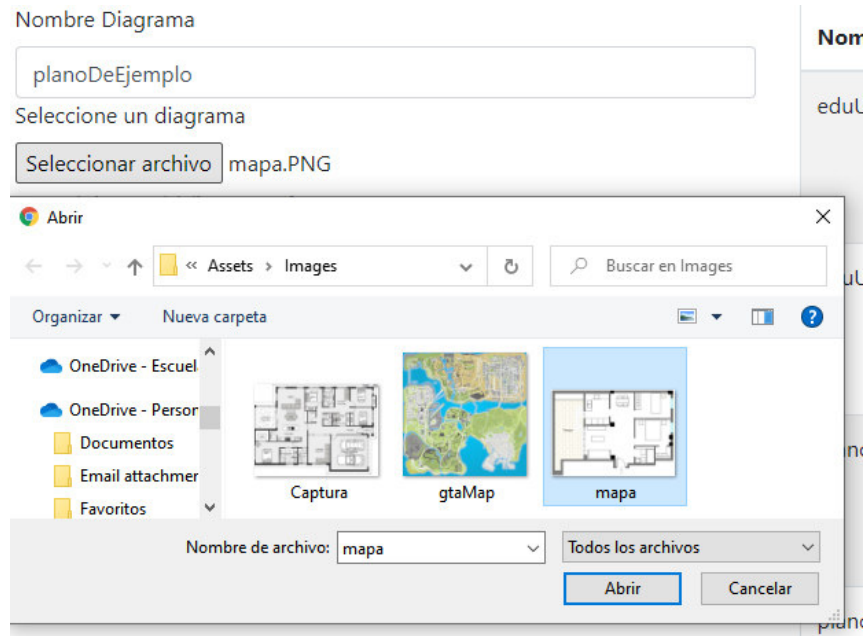 Nombre Diagrama
Nom
planoDeEjemplo
Seleccione un diagrama
eduU
Seleccionar archivo mapa.PNG
Abrir
« Assets › Images
Buscar en Images
Organizar
Nueva carpeta
OneDrive - Escuel
OneDrive - Person
Documentos
Email attachmer
Favoritos
Captura
gtaMap
mapa
Nombre de archivo: mapa
Todos los archivos
Abrir
Cancelar